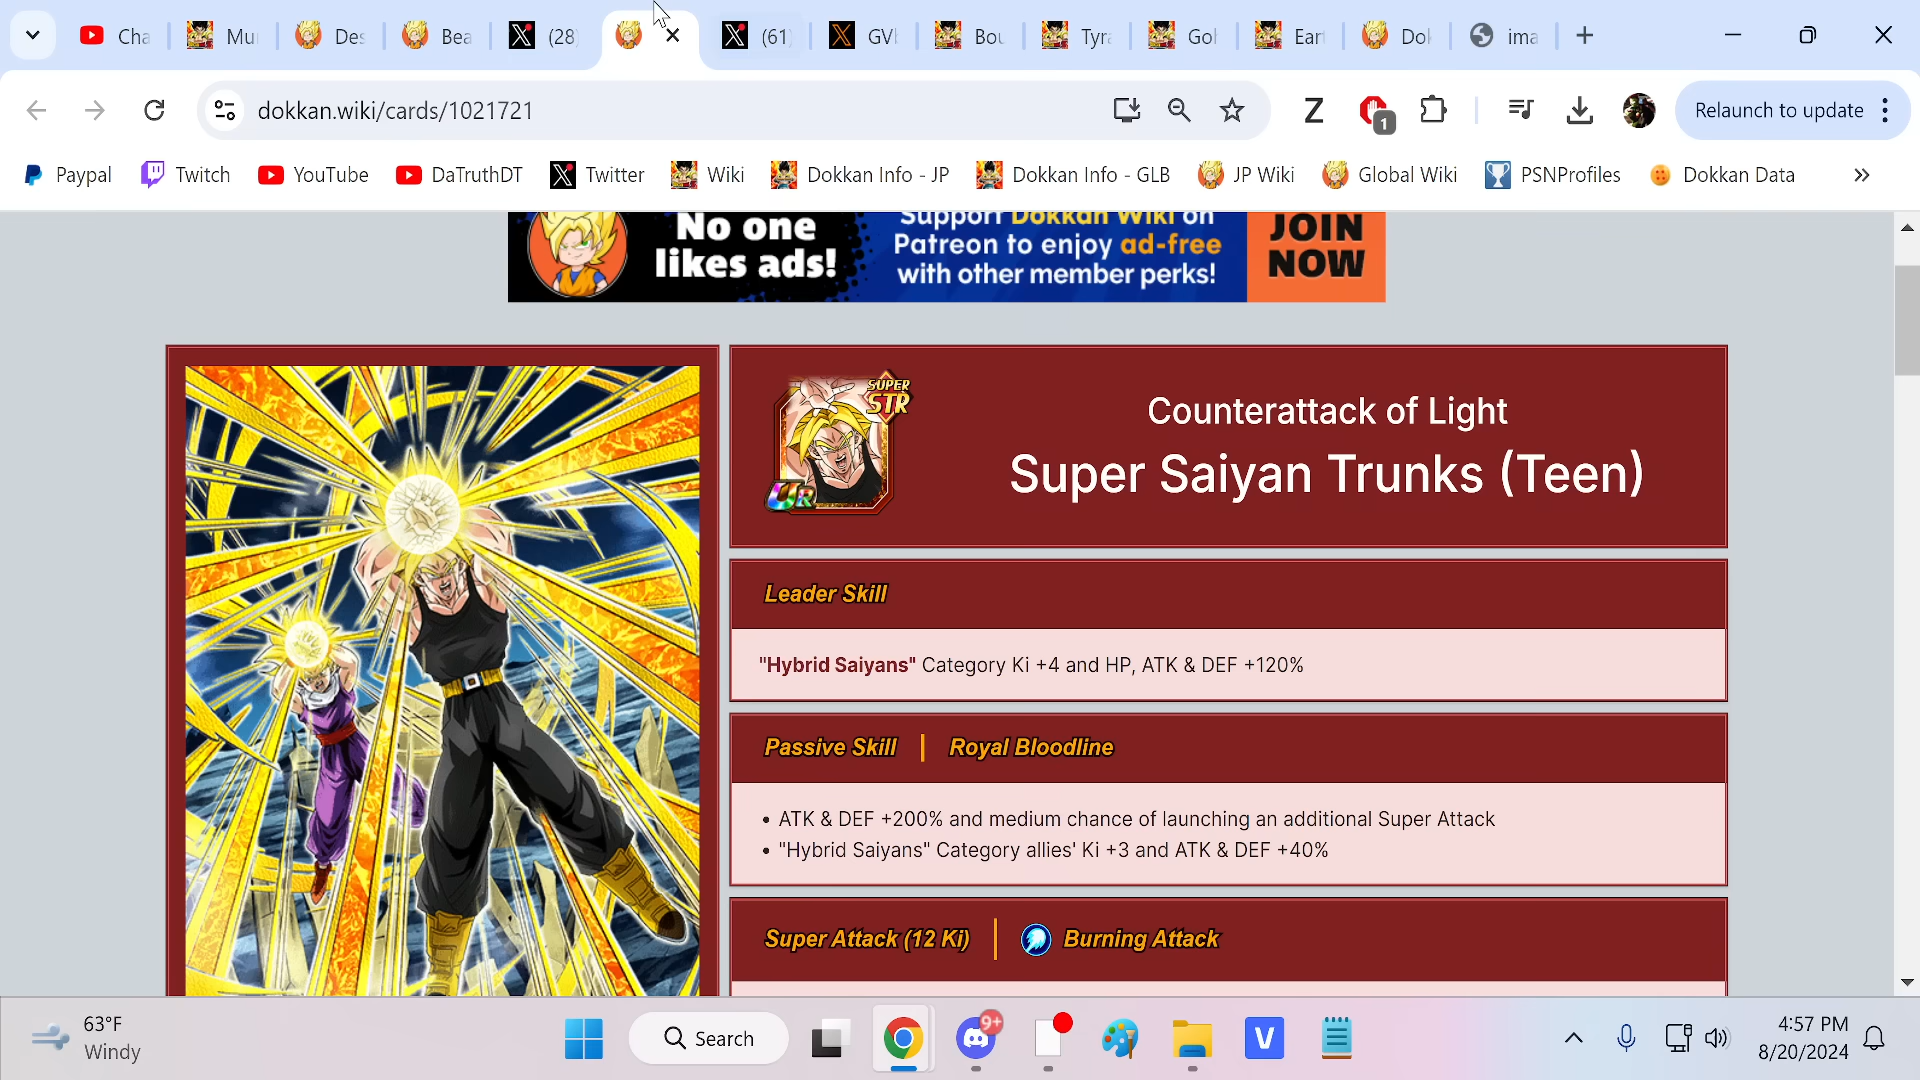 Cha
Mu
Des
Bea
(28
(61
GV
Bou
Tyra
Go
Ear
Dok
ima
dokkan.wiki/cards/1021721
1
Relaunch to update
Paypal
Twitch
YouTube
DaTruthDT
Twitter
Wiki
Dokkan Info - JP
Dokkan Info - GLB
JP Wiki
Global Wiki
PSNProfiles
Dokkan Data
No one
likes ads!
Support Dokkan Wiki on
Patreon to enjoy ad-free
with other member perks!
JOIN
NOW
SUPER
STR
UR
Counterattack of Light
Super Saiyan Trunks (Teen)
Leader Skill
"Hybrid Saiyans" Category Ki +4 and HP, ATK & DEF +120%
Passive Skill | Royal Bloodline
• ATK & DEF +200% and medium chance of launching an additional Super Attack
• "Hybrid Saiyans" Category allies' Ki +3 and ATK & DEF +40%
Super Attack (12 Ki) | Burning Attack
63°F
Windy
Search
9+
V
4:57 PM
8/20/2024